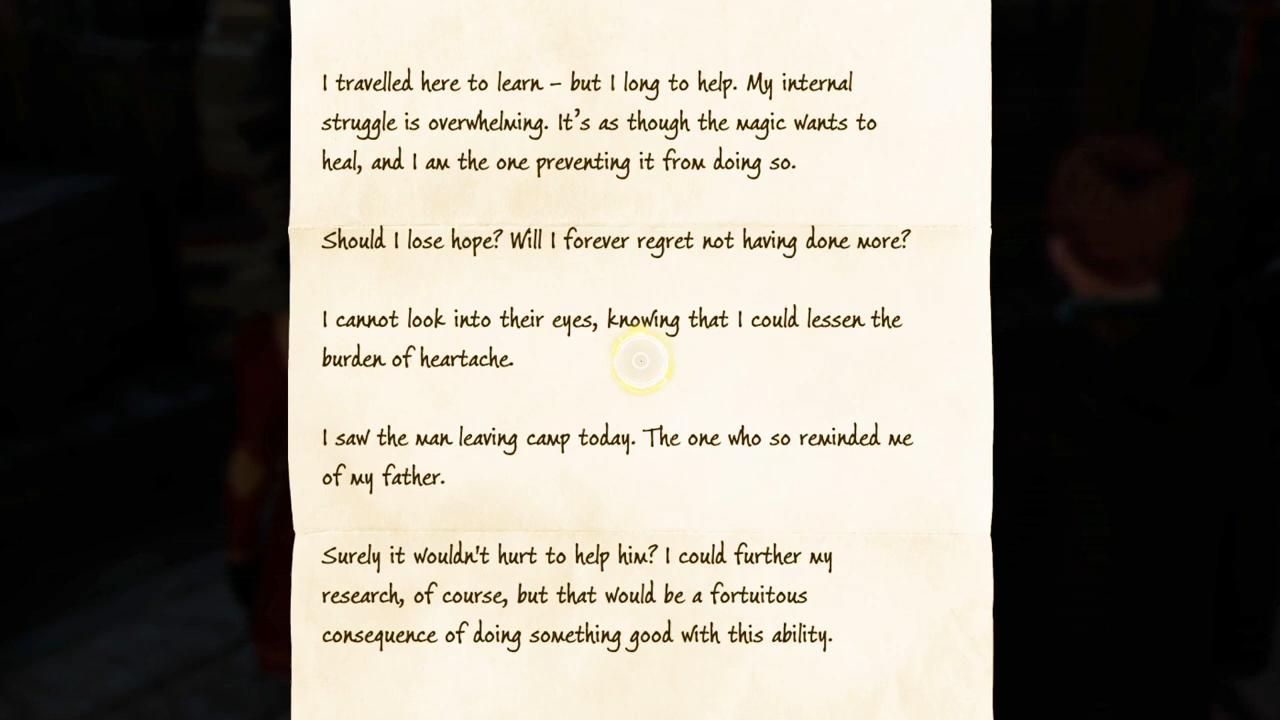 I travelled here to learn – but I long to help. My internal
struggle is overwhelming. It's as though the magic wants to
heal, and I am the one preventing it from doing so.
Should I lose hope? Will I forever regret not having done more?
I cannot look into their eyes, knowing that I could lessen the
burden of heartache.
I saw the man leaving camp today. The one who so reminded me
of my father.
Surely it wouldn't hurt to help him? I could further my
research, of course, but that would be a fortuitous
consequence of doing something good with this ability.